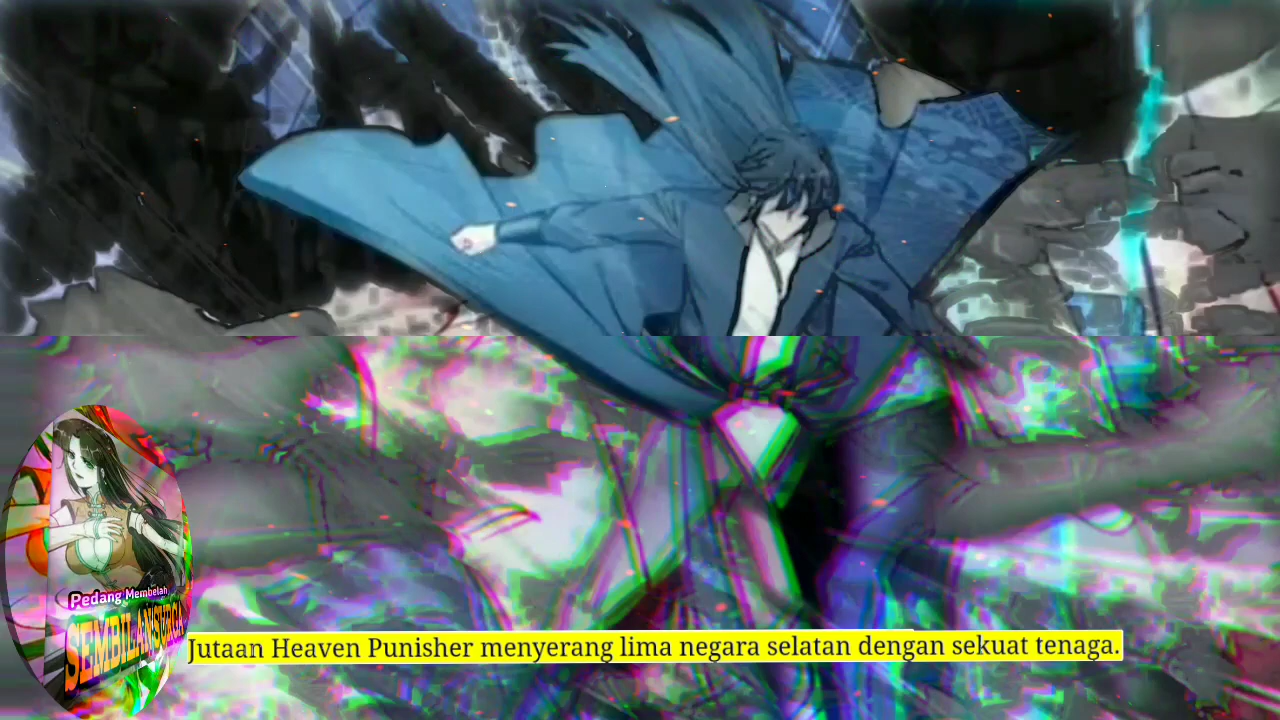 Pedang Membelah
SEMBILAN SURGA
Jutaan Heaven Punisher menyerang lima negara selatan dengan sekuat tenaga.